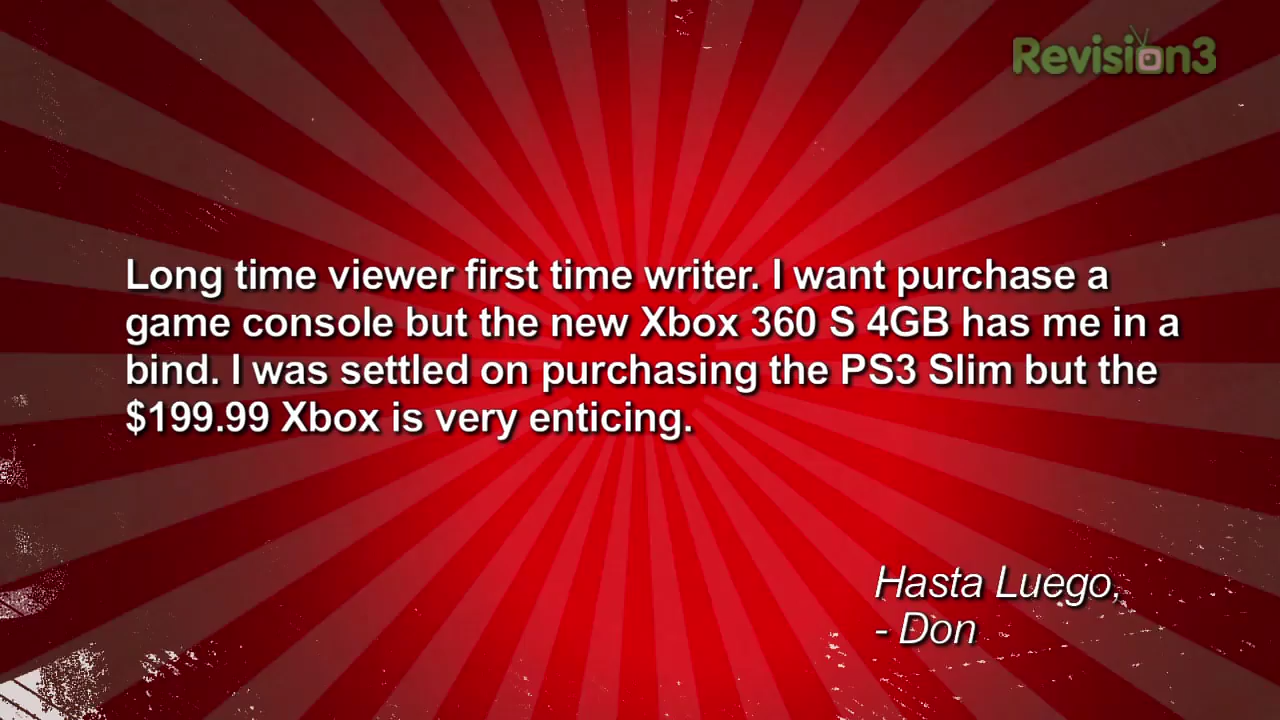 Revision3
Long time viewer first time writer. I want purchase a
game console but the new Xbox 360 S 4GB has me in a
bind. I was settled on purchasing the PS3 Slim but the
$199.99 Xbox is very enticing.
Hasta Luego,
- Don